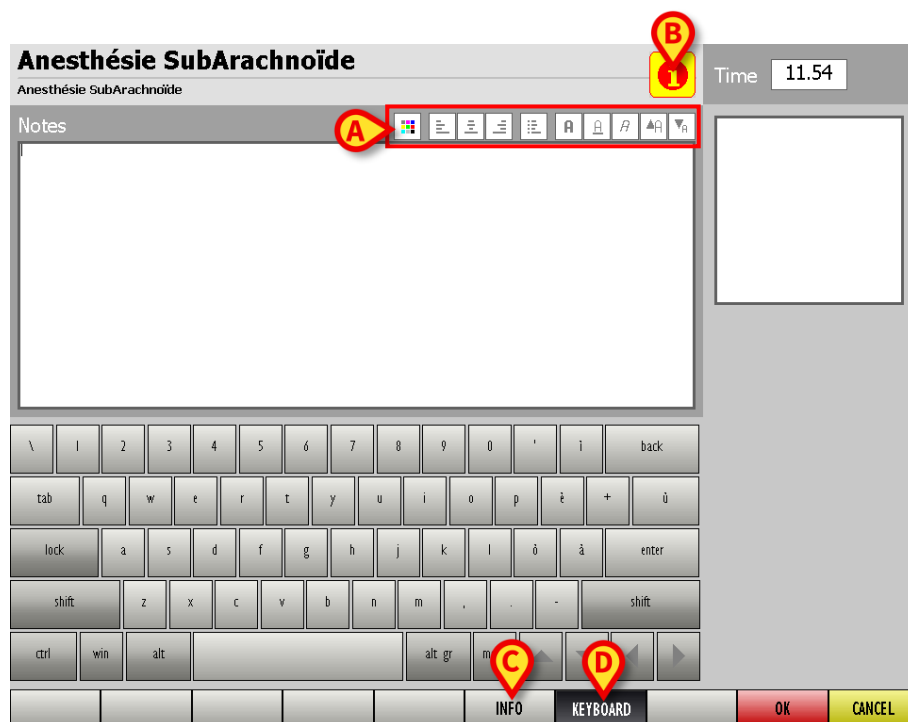 B
Anesthésie SubArachnoïde
i
Time 11.54
Anesthésie SubArachnoïde
Notes
A
A A A A A
\ 1 2 3 4 5 6 7 8 9 0 ' ì back
tab q w e r t y u i o p è + ù
lock a s d f g h j k l ò à enter
shift z x c v b n m , . - shift
ctrl win alt alt gr
C D
INFO KEYBOARD OK CANCEL